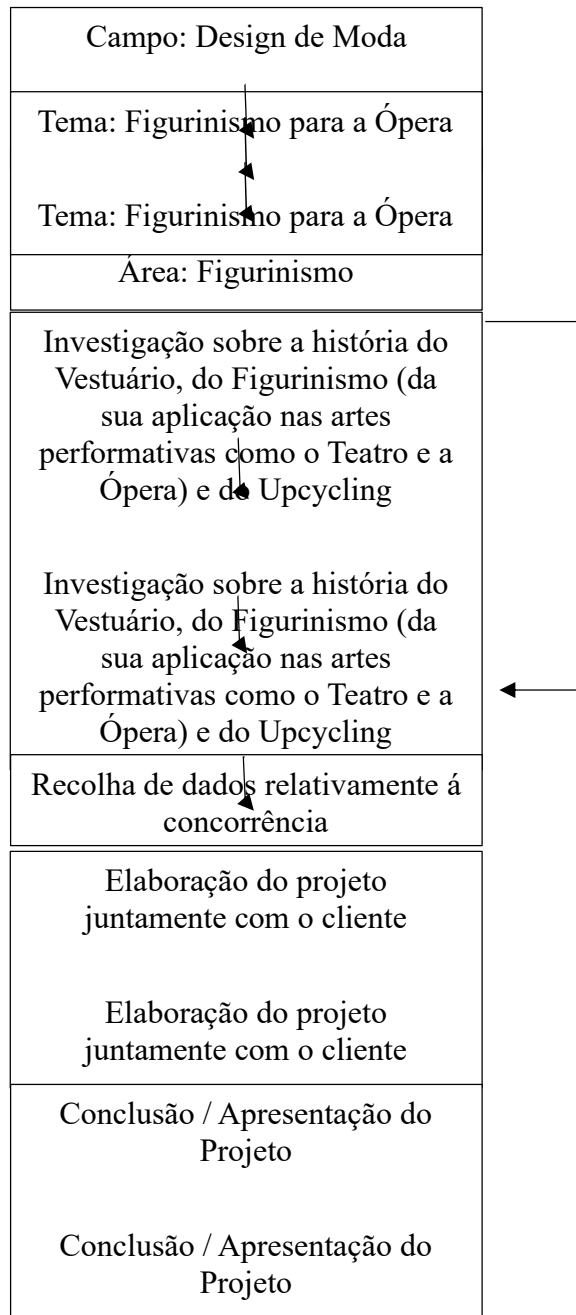 Campo: Design de Moda
Tema: Figurinismo para a Ópera
Tema: Figurinismo para a Ópera
Área: Figurinismo
Investigação sobre a história do
Vestuário, do Figurinismo (da
sua aplicação nas artes
performativas como o Teatro e a
Ópera) e do Upcycling
Investigação sobre a história do
Vestuário, do Figurinismo (da
sua aplicação nas artes
performativas como o Teatro e a
Ópera) e do Upcycling
Recolha de dados relativamente á
concorrência
Elaboração do projeto
juntamente com o cliente
Elaboração do projeto
juntamente com o cliente
Conclusão / Apresentação do
Projeto
Conclusão / Apresentação do
Projeto